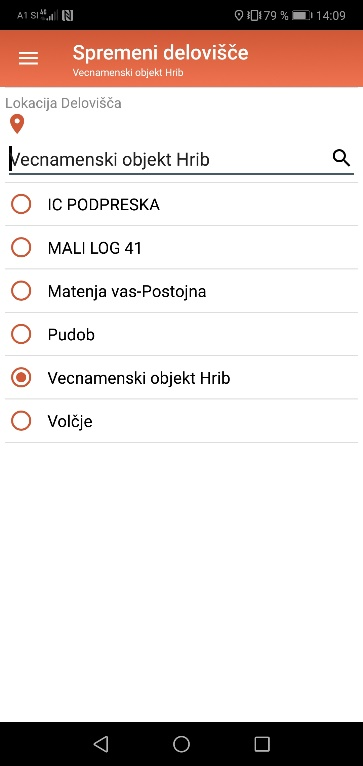 A1 SI 4G 79 % 14:09
Spremeni delovišče
Vecnamenski objekt Hrib
Lokacija Delovišča
Vecnamenski objekt Hrib
IC PODPRESKA
MALI LOG 41
Matenja vas-Postojna
Pudob
Vecnamenski objekt Hrib
Volčje